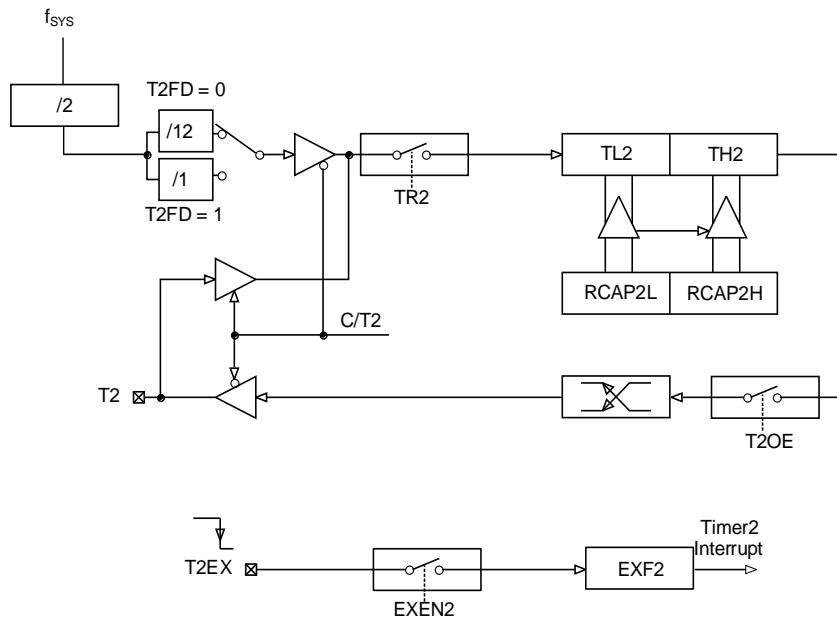 fSYS
/2
T2FD = 0
/12
/1
T2FD = 1
TR2
TL2
TH2
RCAP2L
RCAP2H
C/T2
T2
T2OE
T2EX
EXEN2
EXF2
Timer2
Interrupt